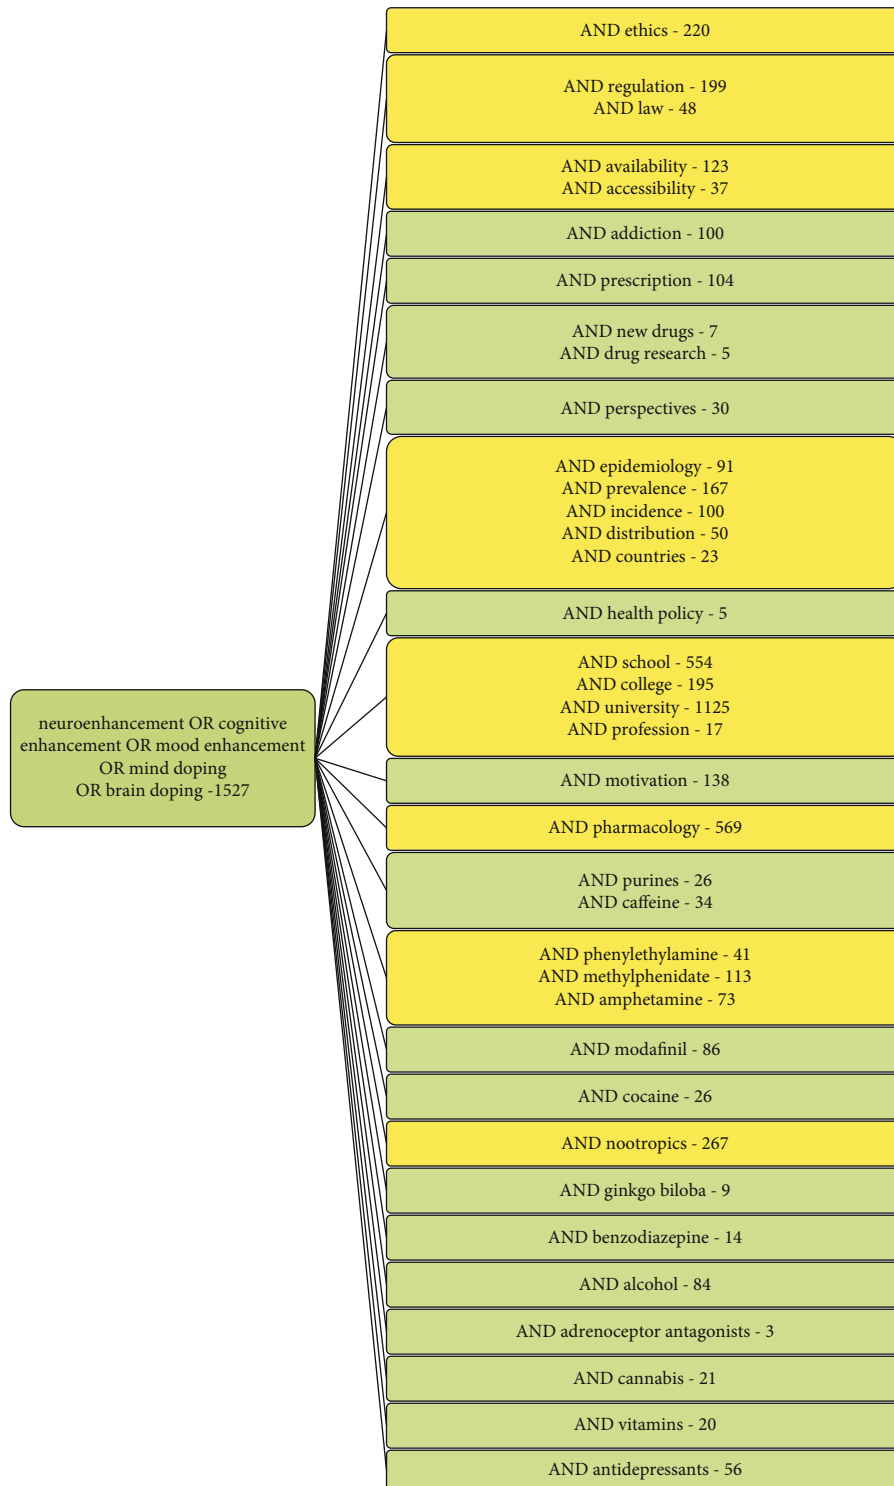 neuroenhancement OR cognitive
enhancement OR mood enhancement
OR mind doping
OR brain doping -1527
AND ethics - 220
AND regulation - 199
AND law - 48
AND availability - 123
AND accessibility - 37
AND addiction - 100
AND prescription - 104
AND new drugs - 7
AND drug research - 5
AND perspectives - 30
AND epidemiology - 91
AND prevalence - 167
AND incidence - 100
AND distribution - 50
AND countries - 23
AND health policy - 5
AND school - 554
AND college - 195
AND university - 1125
AND profession - 17
AND motivation - 138
AND pharmacology - 569
AND purines - 26
AND caffeine - 34
AND phenylethylamine - 41
AND methylphenidate - 113
AND amphetamine - 73
AND modafinil - 86
AND cocaine - 26
AND nootropics - 267
AND ginkgo biloba - 9
AND benzodiazepine - 14
AND alcohol - 84
AND adrenoceptor antagonists - 3
AND cannabis - 21
AND vitamins - 20
AND antidepressants - 56